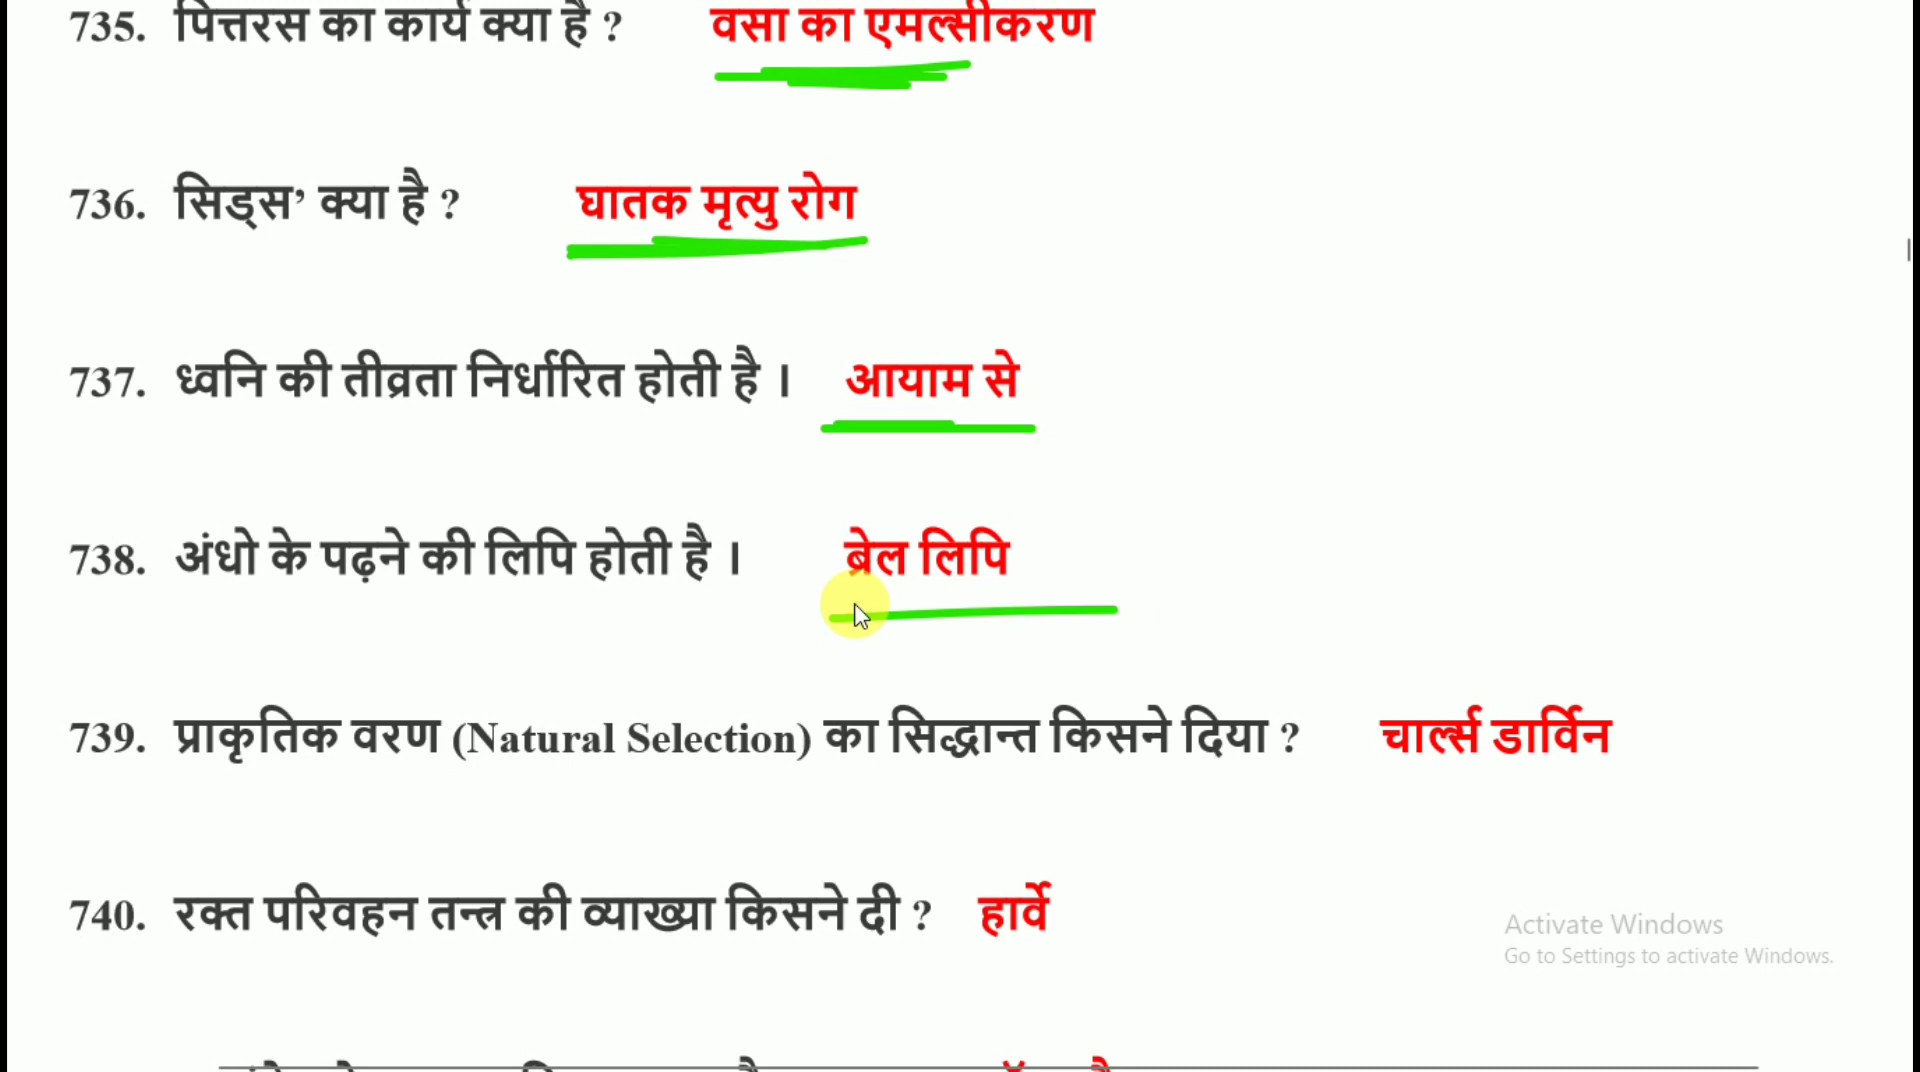 735. पित्तरस का कार्य क्या है ? वसा का एमल्सीकरण
736. सिड्स’ क्या है ? घातक मृत्यु रोग
737. ध्वनि की तीव्रता निर्धारित होती है । आयाम से
738. अंधो के पढ़ने की लिपि होती है । ब्रेल लिपि
739. प्राकृतिक वरण (Natural Selection) का सिद्धान्त किसने दिया ? चार्ल्स डार्विन
740. रक्त परिवहन तन्त्र की व्याख्या किसने दी ? हार्वे
Activate Windows
Go to Settings to activate Windows.